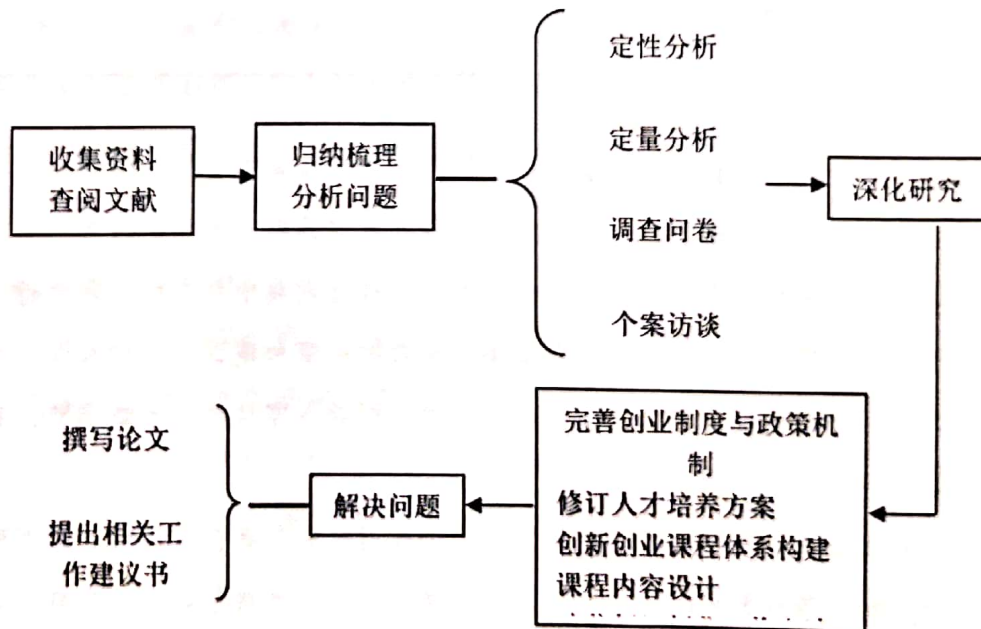 收集资料
查阅文献
归纳梳理
分析问题
定性分析
定量分析
调查问卷
个案访谈
深化研究
完善创业制度与政策机
制
修订人才培养方案
创新创业课程体系构建
课程内容设计
解决问题
撰写论文
提出相关工
作建议书